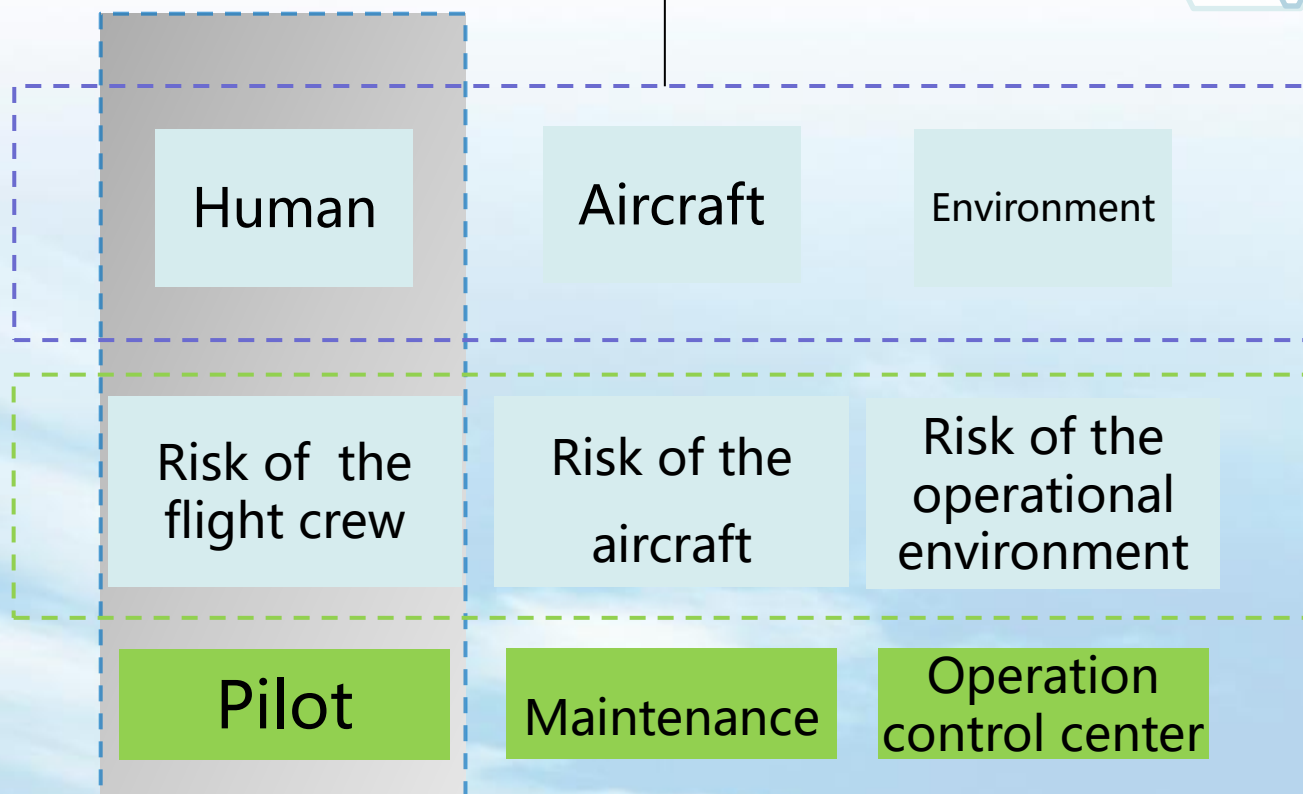 Human
Aircraft
Environment
Risk of the
flight crew
Risk of the
aircraft
Risk of the
operational
environment
Pilot
Maintenance
Operation
control center